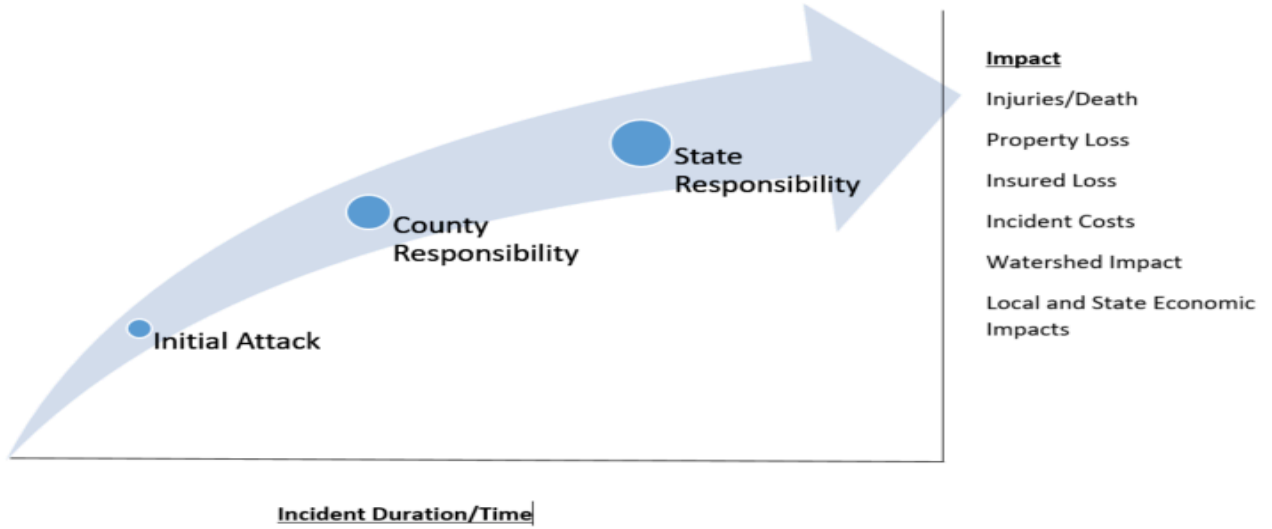 Impact
Injuries/Death
Property Loss
Insured Loss
Incident Costs
Watershed Impact
Local and State Economic
Impacts
State
Responsibility
County
Responsibility
Initial Attack
Incident Duration/Time